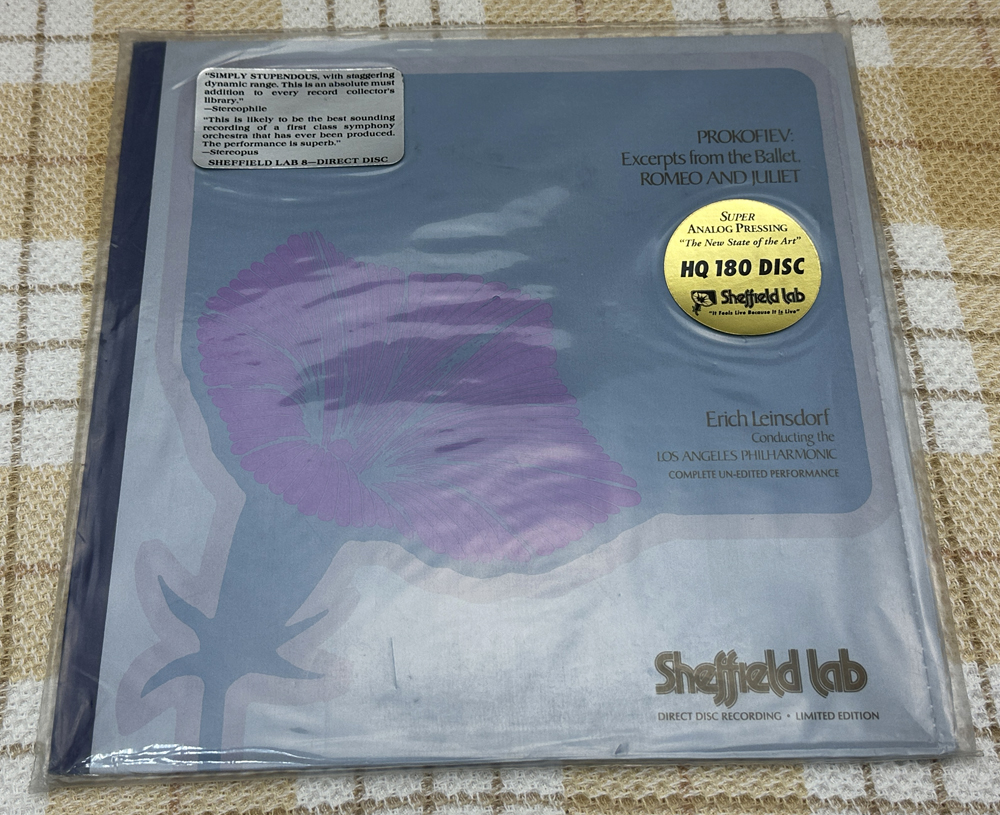 "SIMPLY STUPENDOUS, with staggering
dynamic range. This is an absolute must
addition to every record collector's
library."
—Stereophile
"This is likely to be the best sounding
recording of a first class symphony
orchestra that has ever been produced.
The performance is superb."
—Stereopus
SHEFFIELD LAB 8—DIRECT DISC
PROKOFIEV:
Excerpts from the Ballet,
ROMEO AND JULIET
SUPER
ANALOG PRESSING
"The New State of the Art"
HQ 180 DISC
Sheffield lab
"It Feels Live Because It Is Live"
Erich Leinsdorf
Conducting the
LOS ANGELES PHILHARMONIC
COMPLETE UN-EDITED PERFORMANCE
Sheffield lab
DIRECT DISC RECORDING • LIMITED EDITION